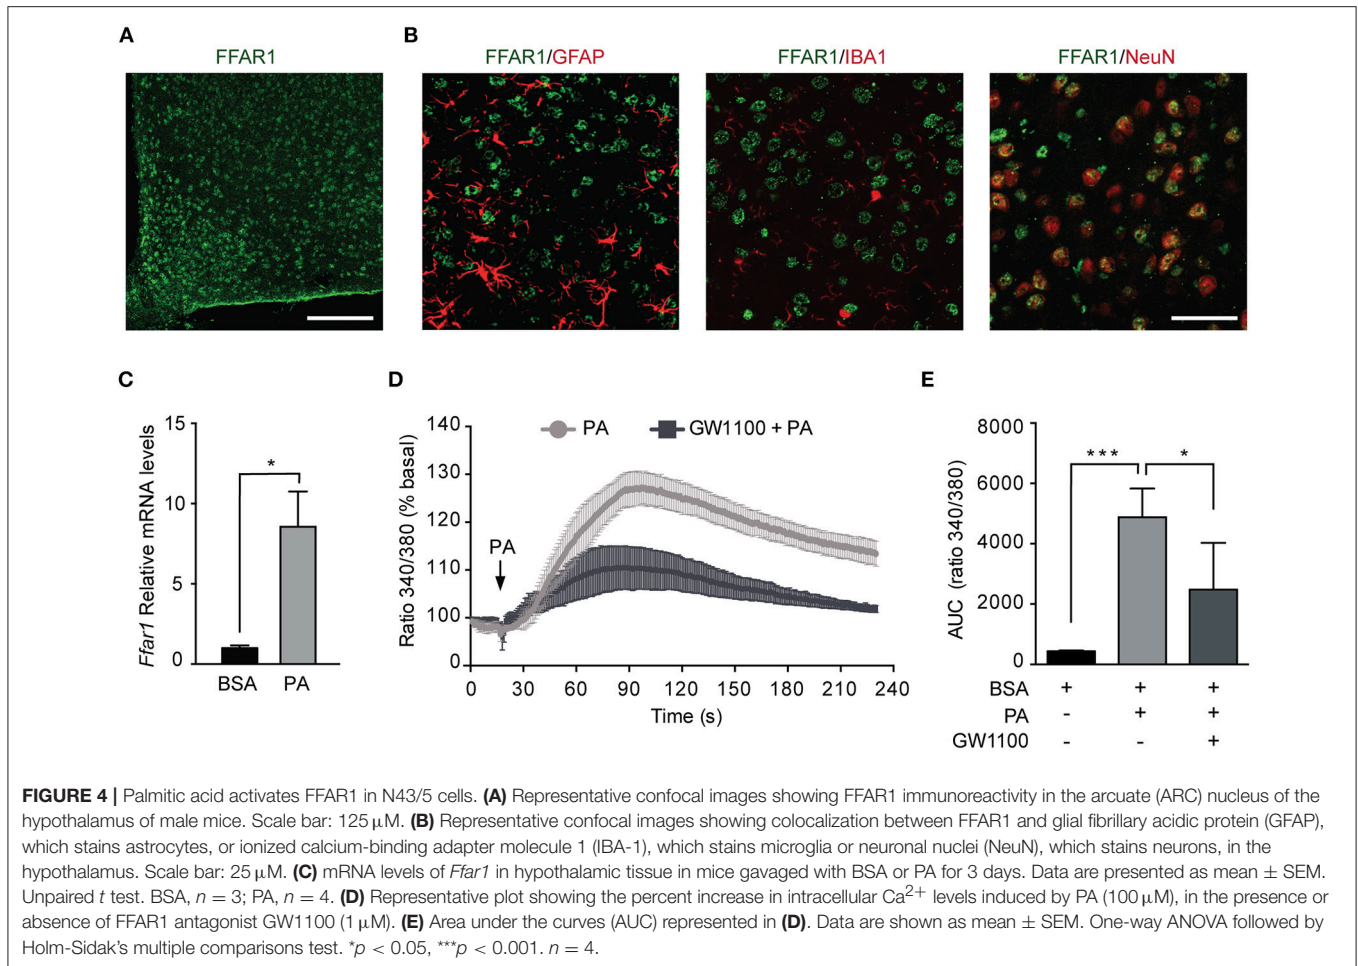 A
FFAR1
B
FFAR1/GFAP
FFAR1/IBA1
FFAR1/NeuN
C
Ffar1 Relative mRNA levels
15
10
5
0
*
BSA
PA
D
Ratio 340/380 (% basal)
140
130
120
110
100
0
PA
GW1100 + PA
PA
0 30 60 90 120 150 180 210 240
Time (s)
E
AUC (ratio 340/380)
8000
6000
4000
2000
0
*** *
BSA + + +
PA - + +
GW1100 - - +
FIGURE 4 | Palmitic acid activates FFAR1 in N43/5 cells. (A) Representative confocal images showing FFAR1 immunoreactivity in the arcuate (ARC) nucleus of the
hypothalamus of male mice. Scale bar: 125 μM. (B) Representative confocal images showing colocalization between FFAR1 and glial fibrillary acidic protein (GFAP),
which stains astrocytes, or ionized calcium-binding adapter molecule 1 (IBA-1), which stains microglia or neuronal nuclei (NeuN), which stains neurons, in the
hypothalamus. Scale bar: 25 μM. (C) mRNA levels of Ffar1 in hypothalamic tissue in mice gavaged with BSA or PA for 3 days. Data are presented as mean ± SEM.
Unpaired t test. BSA, n = 3; PA, n = 4. (D) Representative plot showing the percent increase in intracellular Ca2+ levels induced by PA (100 μM), in the presence or
absence of FFAR1 antagonist GW1100 (1 μM). (E) Area under the curves (AUC) represented in (D). Data are shown as mean ± SEM. One-way ANOVA followed by
Holm-Sidak's multiple comparisons test. *p < 0.05, ***p < 0.001. n = 4.